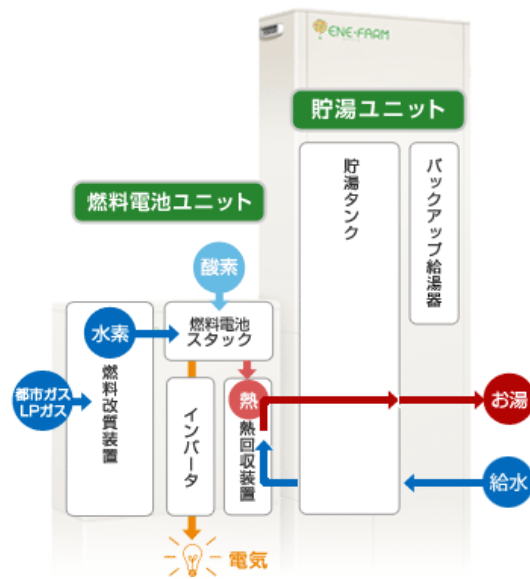 ENE-FARM
貯湯ユニット
貯湯タンク
バックアップ給湯器
燃料電池ユニット
酸素
水素
燃料電池
スタック
都市ガス
LPガス
燃料改質装置
インバータ
熱
熱回収装置
お湯
給水
電気